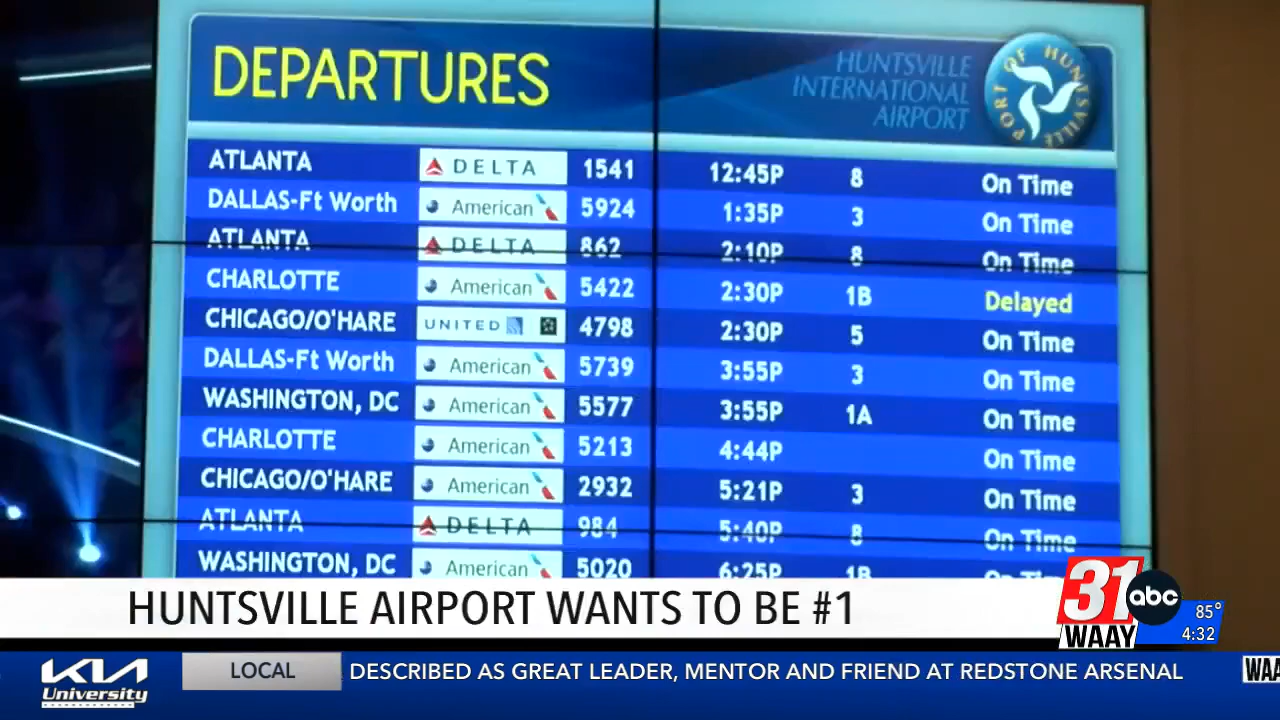 DEPARTURES
HUNTSVILLE
INTERNATIONAL
AIRPORT
PORT OF HUNTSVILLE
ATLANTA DELTA 1541 12:45P 8 On Time
DALLAS-Ft Worth American 5924 1:35P 3 On Time
ATLANTA DELTA 862 2:10P 8 On Time
CHARLOTTE American 5422 2:30P 1B Delayed
CHICAGO/O'HARE UNITED 4798 2:30P 5 On Time
DALLAS-Ft Worth American 5739 3:55P 3 On Time
WASHINGTON, DC American 5577 3:55P 1A On Time
CHARLOTTE American 5213 4:44P On Time
CHICAGO/O'HARE American 2932 5:21P 3 On Time
ATLANTA DELTA 984 5:40P 8 On Time
WASHINGTON, DC American 5020 6:25P 1B On Time
HUNTSVILLE AIRPORT WANTS TO BE #1
31 abc
WAAY
85°
4:32
KIA
University
LOCAL
DESCRIBED AS GREAT LEADER, MENTOR AND FRIEND AT REDSTONE ARSENAL
WAA